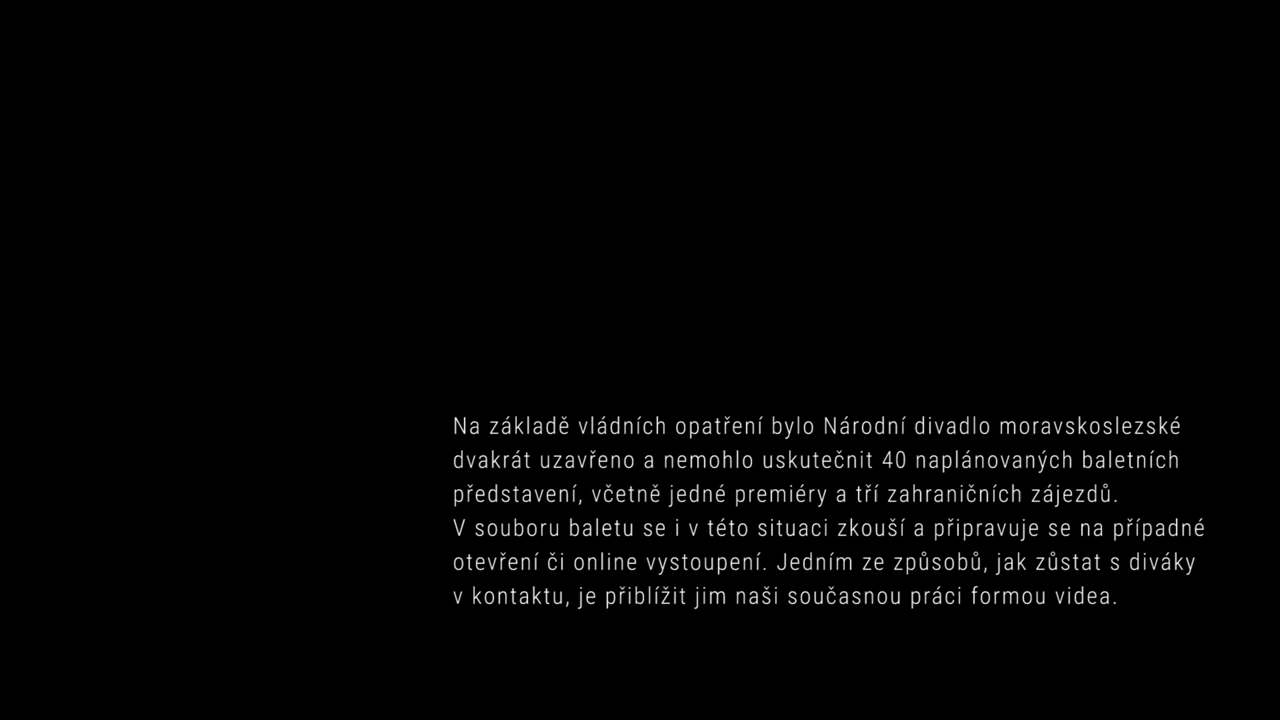 Na základě vládních opatření bylo Národní divadlo moravskoslezské
dvakrát uzavřeno a nemohlo uskutečnit 40 naplánovaných baletních
představení, včetně jedné premiéry a tří zahraničních zájezdů.
V souboru baletu se i v této situaci zkouší a připravuje se na případné
otevření či online vystoupení. Jedním ze způsobů, jak zůstat s diváky
v kontaktu, je přiblížit jim naši současnou práci formou videa.